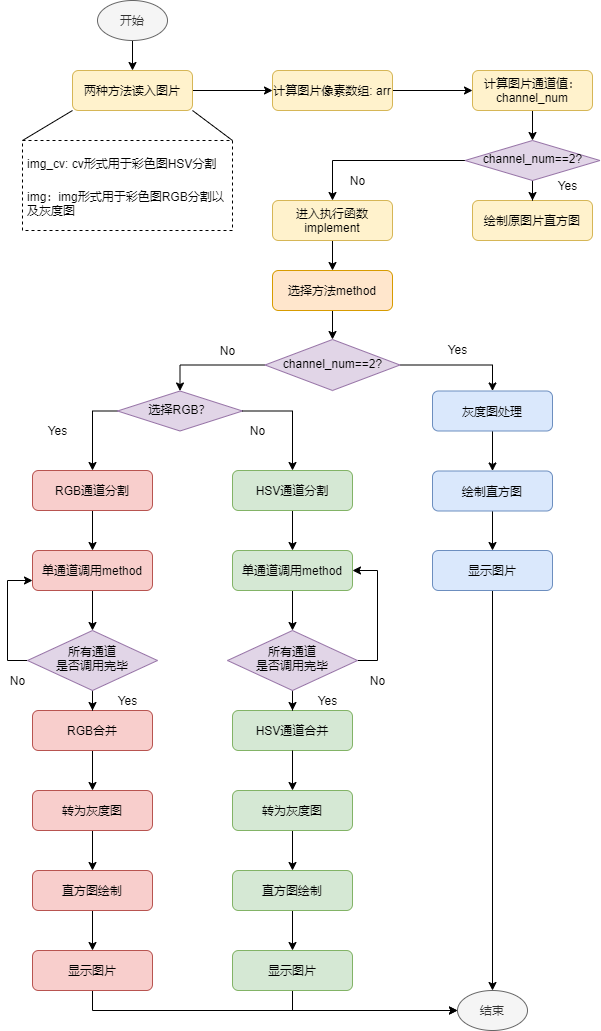 开始
两种方法读入图片
计算图片像素数组: arr
计算图片通道值：
channel_num
img_cv: cv形式用于彩色图HSV分割
img：img形式用于彩色图RGB分割以
及灰度图
channel_num==2?
No
Yes
进入执行函数
implement
绘制原图片直方图
选择方法method
No
channel_num==2?
Yes
选择RGB？
Yes
No
灰度图处理
RGB通道分割
HSV通道分割
绘制直方图
单通道调用method
单通道调用method
显示图片
所有通道
是否调用完毕
所有通道
是否调用完毕
No
No
Yes
Yes
RGB合并
HSV通道合并
转为灰度图
转为灰度图
直方图绘制
直方图绘制
显示图片
显示图片
结束